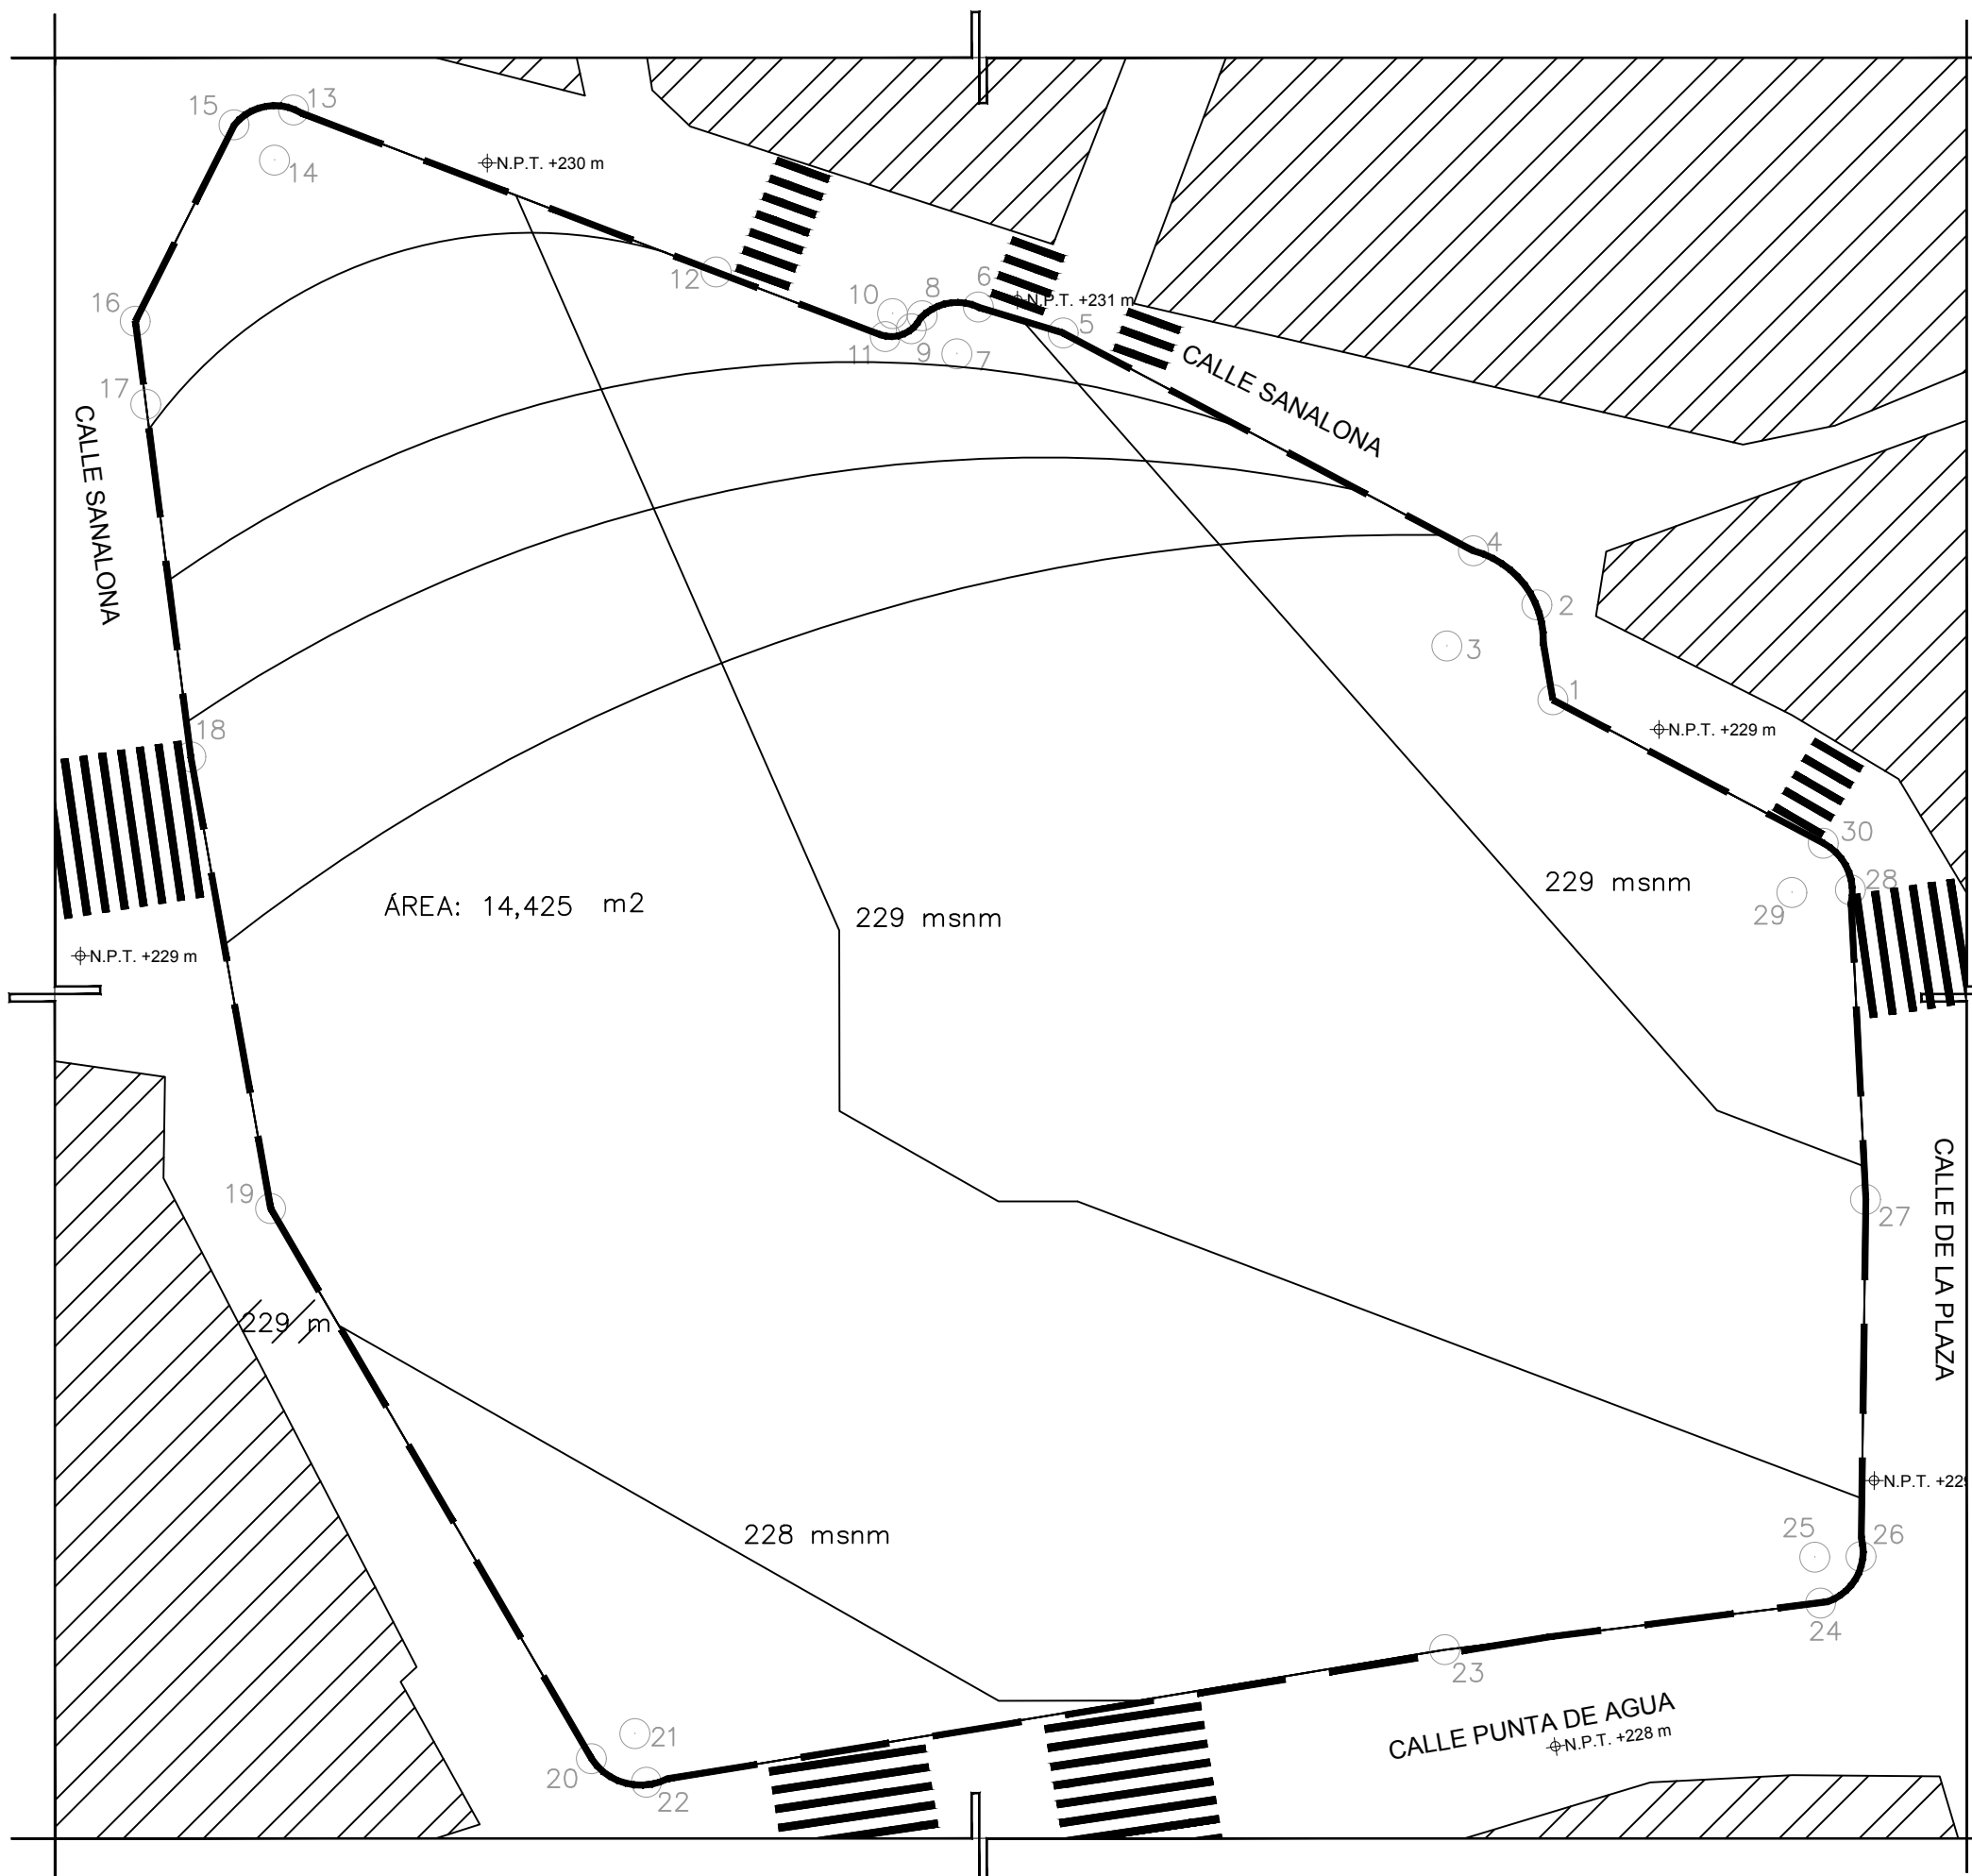 13
15
14
N.P.T. +230 m
12
10
8
6
N.P.T. +231 m
5
11
9
7
16
17
CALLE SANALONA
CALLE SANALONA
4
2
3
1
N.P.T. +229 m
18
30
28
29
229 msnm
ÁREA: 14,425 m2
229 msnm
N.P.T. +229 m
19
27
CALLE DE LA PLAZA
229 m
N.P.T. +229
228 msnm
25
26
24
23
21
20
22
CALLE PUNTA DE AGUA
N.P.T. +228 m